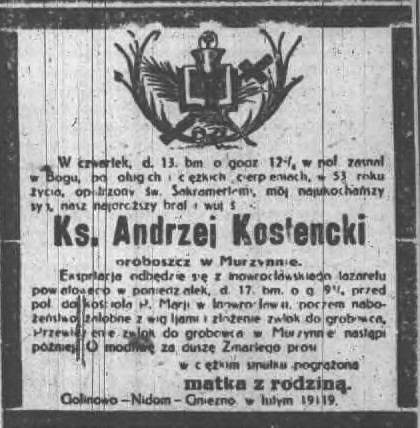 W czwartek, d. 13. bm. o godz 12¹/₄ w poł. zasnął
w Bogu, po długich i ciężkich cierpieniach, w 53 roku
życia, opatrzony św. Sakramentem, mój najukochańszy
syn, nasz najdroższy brat i wuj ś
Ks. Andrzej Kostencki
proboszcz w Murzynnie.
Eksportacja odbędzie się z inowrocławskiego lazaretu
powiatowego w poniedziałek, d. 17. bm. o g. 9¹/₂ przed
poł. do kościoła P. Marji w Inowrocławiu, poczem nabo-
żeństwo żałobne z wigiljami i złożenie zwłok do grobowca.
Przewiezienie zwłok do grobowca w Murzynnie nastąpi
później. O modlitwę za duszę Zmarłego prosi
w ciężkim smutku pogrążona
matka z rodziną.
Nidom - Gniezno, w lutym 1919.